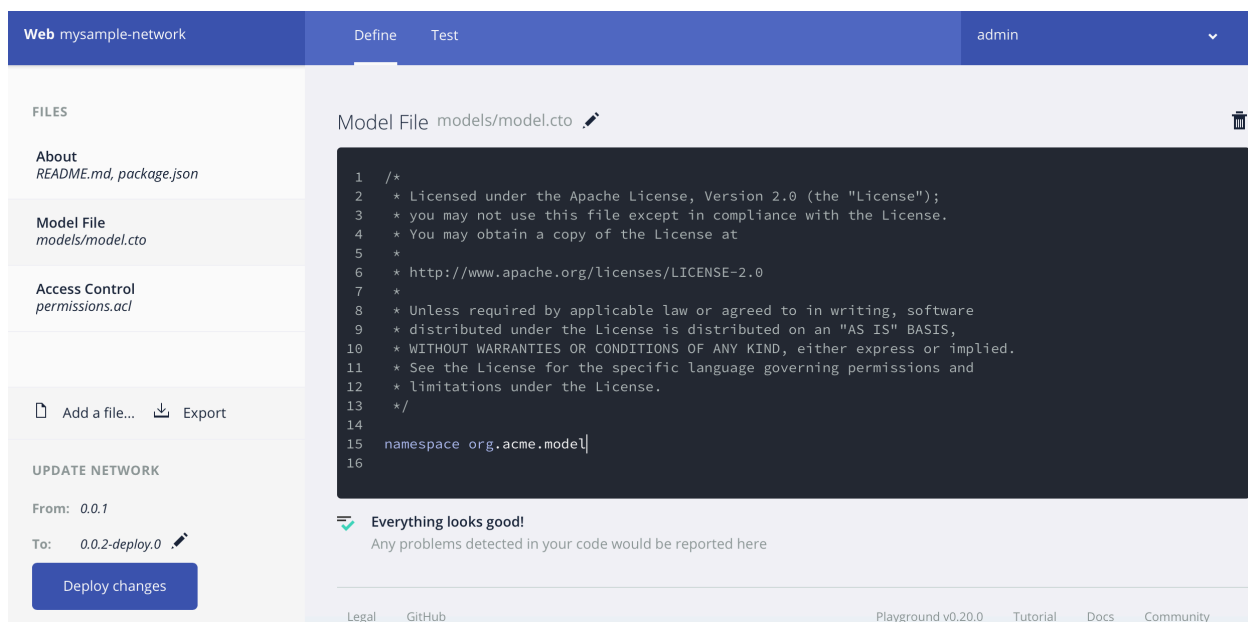 Web mysample-network
Define
Test
admin
FILES
About
README.md, package.json
Model File
models/model.cto
Access Control
permissions.acl
Add a file...
Export
UPDATE NETWORK
From: 0.0.1
To: 0.0.2-deploy.0
Deploy changes
Model File models/model.cto
1 /*
2 * Licensed under the Apache License, Version 2.0 (the "License");
3 * you may not use this file except in compliance with the License.
4 * You may obtain a copy of the License at
5 *
6 * http://www.apache.org/licenses/LICENSE-2.0
7 *
8 * Unless required by applicable law or agreed to in writing, software
9 * distributed under the License is distributed on an "AS IS" BASIS,
10 * WITHOUT WARRANTIES OR CONDITIONS OF ANY KIND, either express or implied.
11 * See the License for the specific language governing permissions and
12 * limitations under the License.
13 */
14
15 namespace org.acme.model
16
Everything looks good!
Any problems detected in your code would be reported here
Legal
GitHub
Playground v0.20.0
Tutorial
Docs
Community